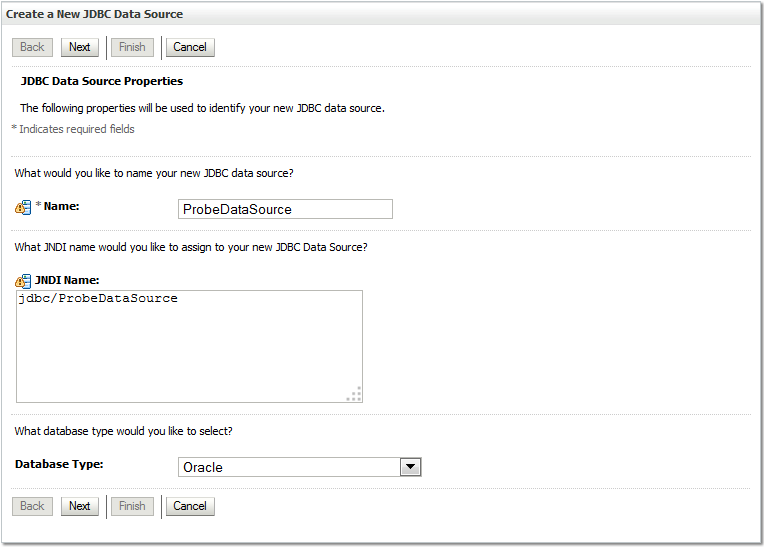 Create a New JDBC Data Source
Back Next Finish Cancel
JDBC Data Source Properties
The following properties will be used to identify your new JDBC data source.
* Indicates required fields
What would you like to name your new JDBC data source?
* Name: ProbeDataSource
What JNDI name would you like to assign to your new JDBC Data Source?
JNDI Name:
jdbc/ProbeDataSource
What database type would you like to select?
Database Type: Oracle
Back Next Finish Cancel